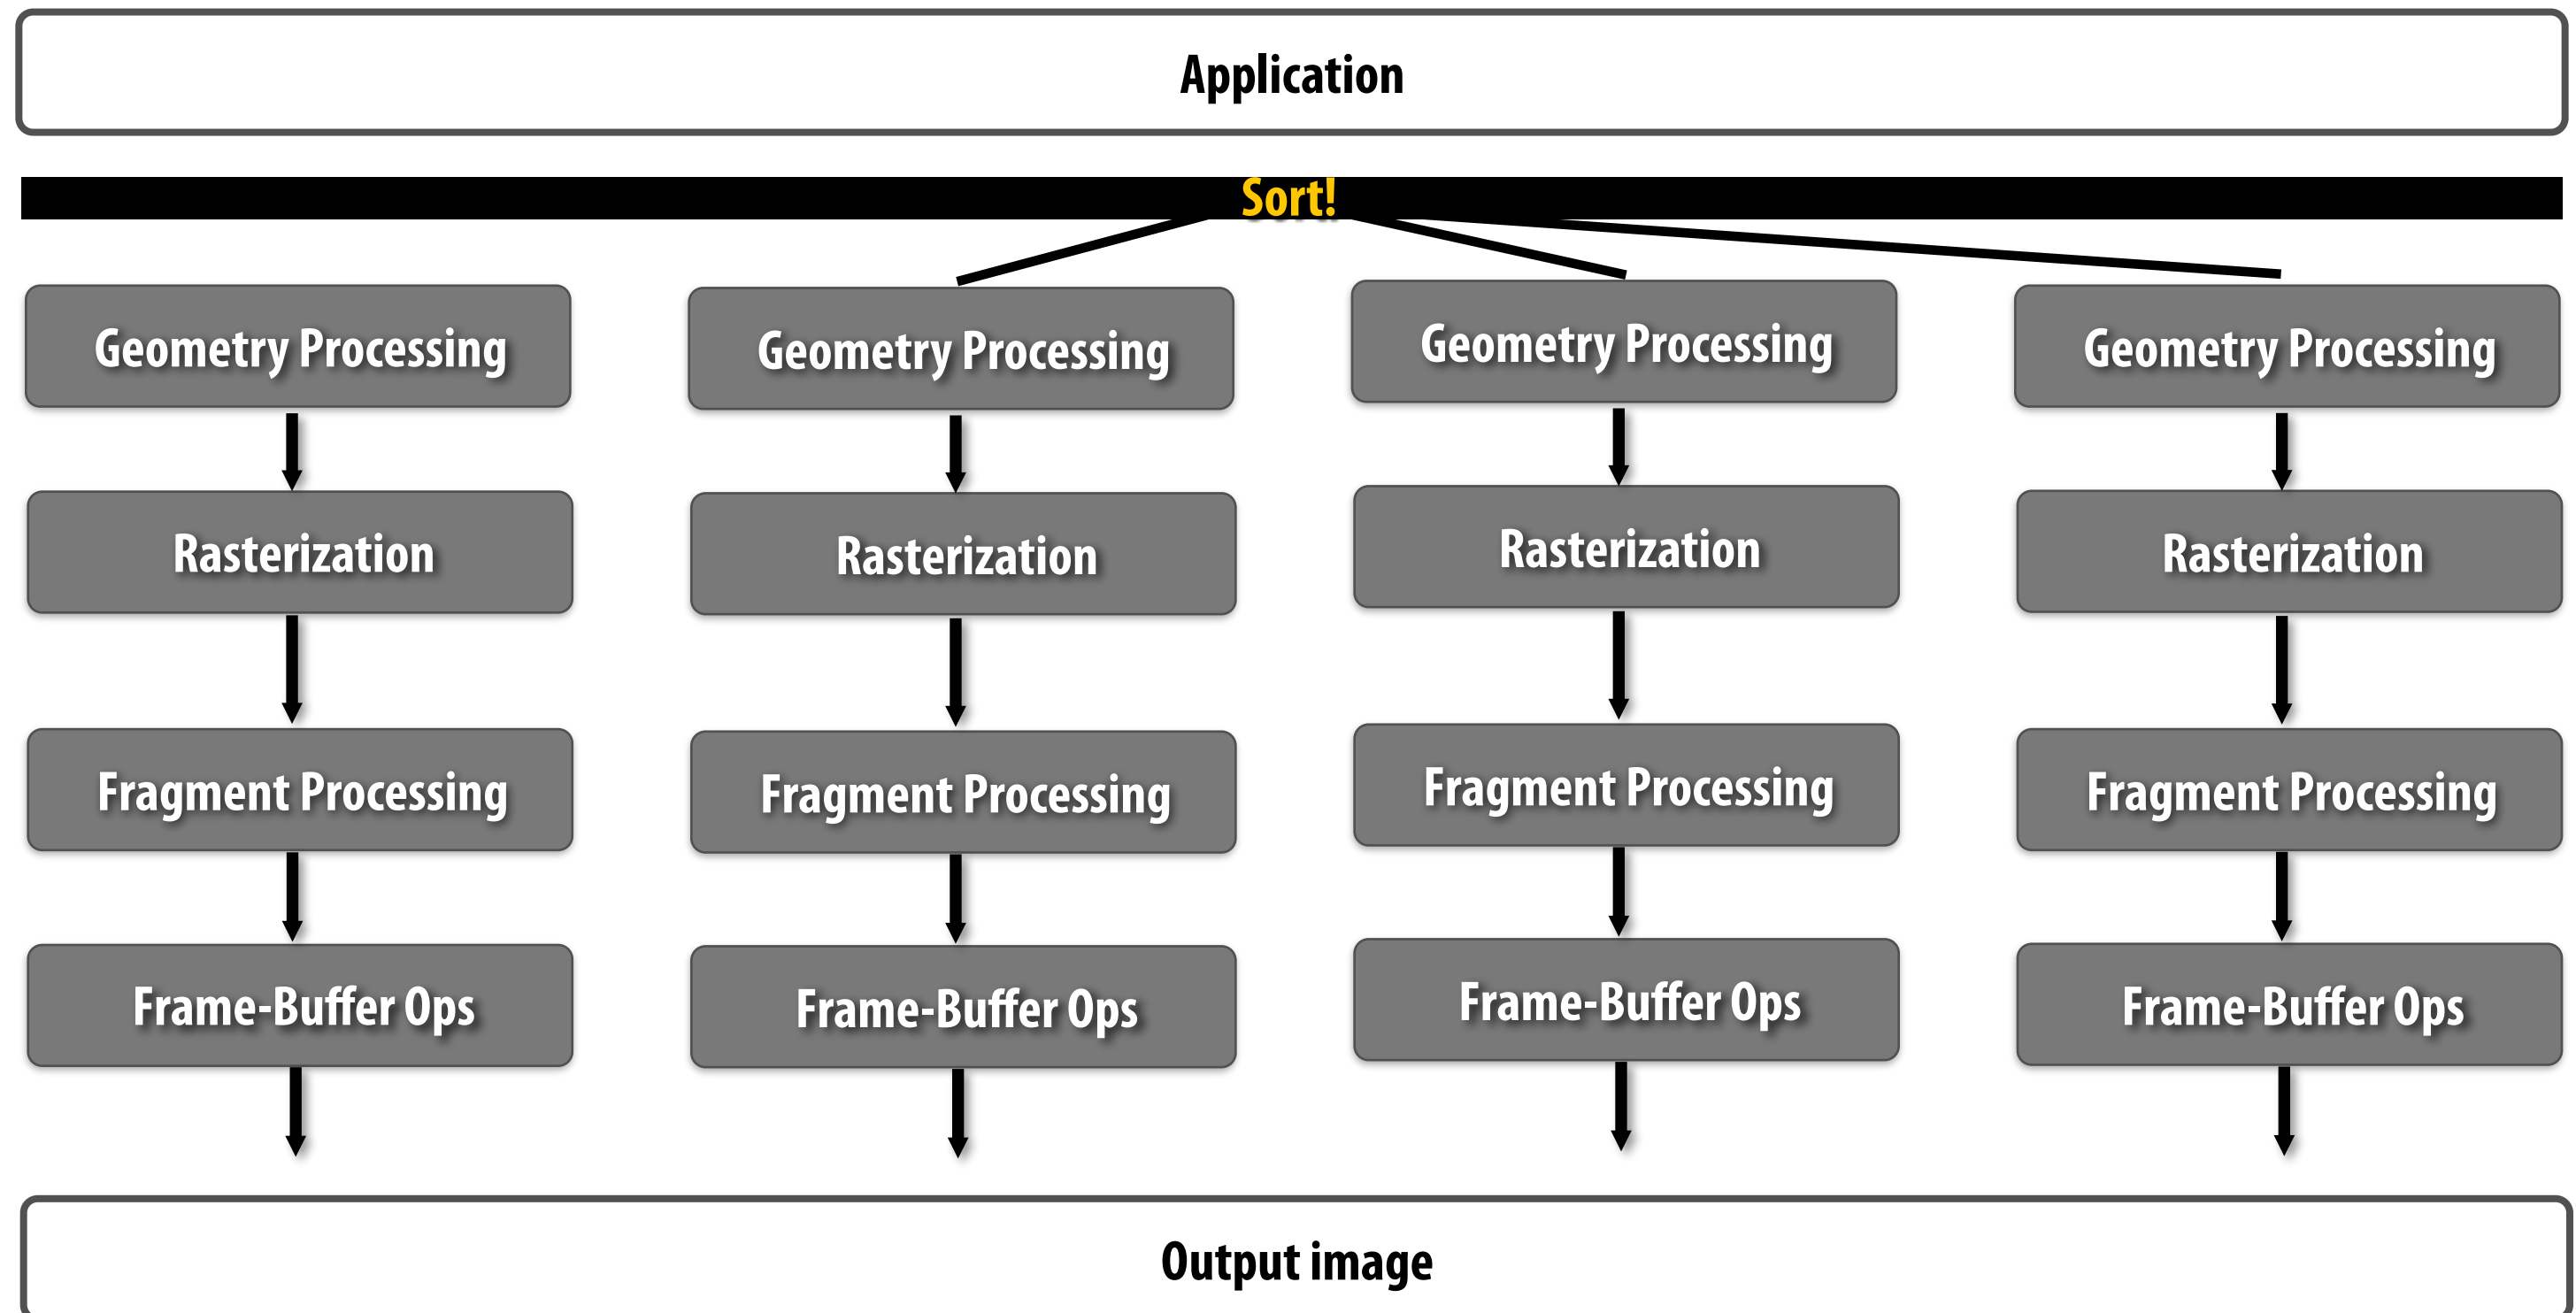 Application
Sort!
Geometry Processing
Geometry Processing
Geometry Processing
Geometry Processing
Rasterization
Rasterization
Rasterization
Rasterization
Fragment Processing
Fragment Processing
Fragment Processing
Fragment Processing
Frame-Buffer Ops
Frame-Buffer Ops
Frame-Buffer Ops
Frame-Buffer Ops
Output image